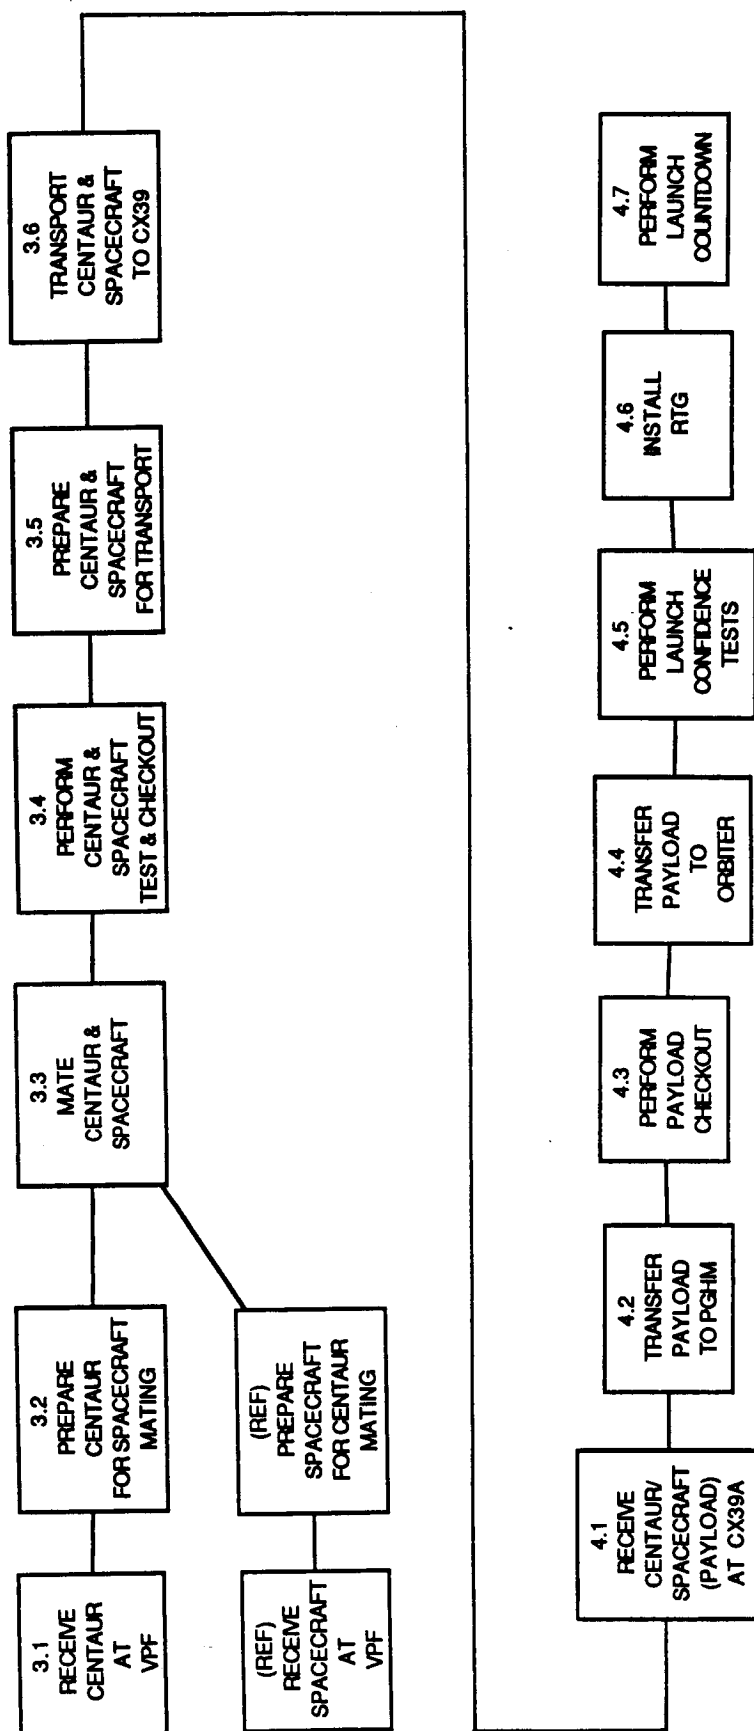 3.1
RECEIVE
CENTAUR
AT
VPF
3.2
PREPARE
CENTAUR
FOR SPACECRAFT
MATING
3.3
MATE
CENTAUR &
SPACECRAFT
3.4
PERFORM
CENTAUR &
SPACECRAFT
TEST & CHECKOUT
3.5
PREPARE
CENTAUR &
SPACECRAFT
FOR TRANSPORT
3.6
TRANSPORT
CENTAUR &
SPACECRAFT
TO CX39
(REF)
RECEIVE
SPACECRAFT
AT
VPF
(REF)
PREPARE
SPACECRAFT
FOR CENTAUR
MATING
4.1
RECEIVE
CENTAUR/
SPACECRAFT
(PAYLOAD)
AT CX39A
4.2
TRANSFER
PAYLOAD
TO PGHM
4.3
PERFORM
PAYLOAD
CHECKOUT
4.4
TRANSFER
PAYLOAD
TO
ORBITER
4.5
PERFORM
LAUNCH
CONFIDENCE
TESTS
4.6
INSTALL
RTG
4.7
PERFORM
LAUNCH
COUNTDOWN